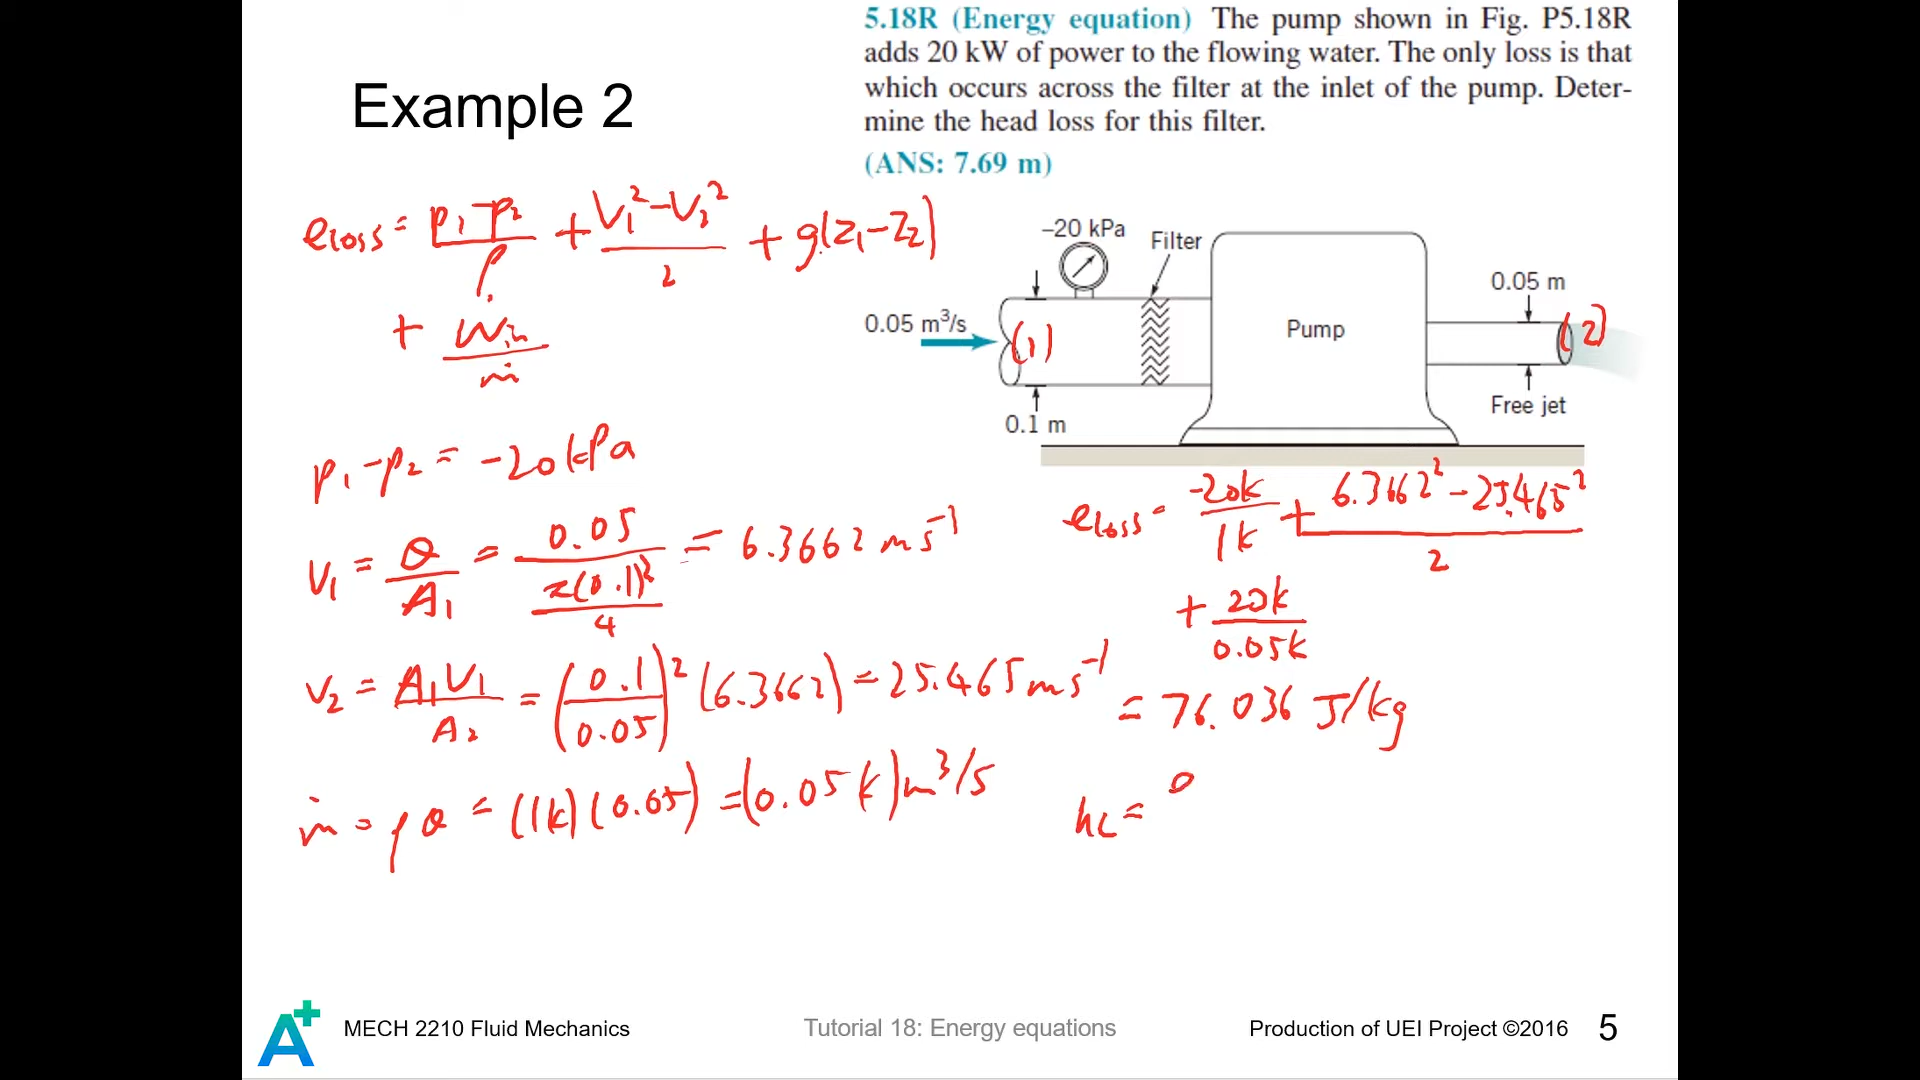 5.18R (Energy equation) The pump shown in Fig. P5.18R
adds 20 kW of power to the flowing water. The only loss is that
which occurs across the filter at the inlet of the pump. Deter-
mine the head loss for this filter.
(ANS: 7.69 m)
Example 2
eloss = p₁-p₂/ρ + V₁²-V₂²/2 + g(z₁-z₂)
+ Ẇin/ṁ
p₁-p₂ = -20kPa
V₁ = Q/A₁ = 0.05/(π(0.1)²/4) = 6.3662 ms⁻¹
V₂ = A₁V₁/A₂ = (0.1/0.05)² (6.3662) = 25.465 ms⁻¹
ṁ = ρQ = (1k)(0.05) = (0.05k) m³/s
-20 kPa
Filter
0.05 m³/s
(1)
0.1 m
Pump
0.05 m
(2)
Free jet
eloss = -20k/1k + 6.3662²-25.465²/2
+ 20k/0.05k
= 76.036 J/kg
hL =
A+
MECH 2210 Fluid Mechanics
Tutorial 18: Energy equations
Production of UEI Project ©2016
5